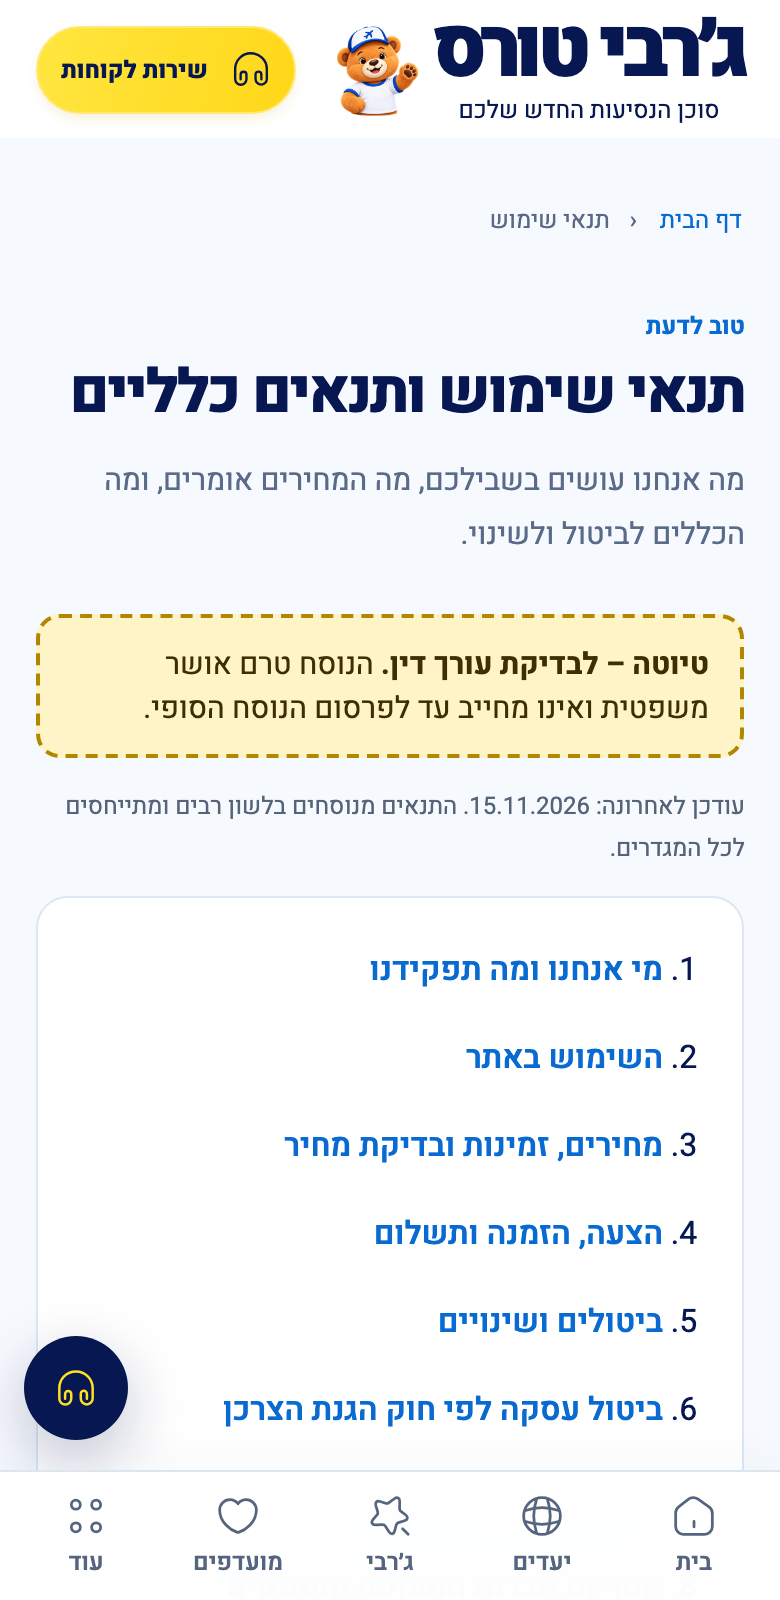 ג׳רבי טורס
סוכן הנסיעות החדש שלכם
שירות לקוחות
דף הבית › תנאי שימוש
טוב לדעת
תנאי שימוש ותנאים כלליים
מה אנחנו עושים בשבילכם, מה המחירים אומרים, ומה
הכללים לביטול ולשינוי.
טיוטה – לבדיקת עורך דין. הנוסח טרם אושר
משפטית ואינו מחייב עד לפרסום הנוסח הסופי.
עודכן לאחרונה: 15.11.2026. התנאים מנוסחים בלשון רבים ומתייחסים
לכל המגדרים.
1. מי אנחנו ומה תפקידנו
2. השימוש באתר
3. מחירים, זמינות ובדיקת מחיר
4. הצעה, הזמנה ותשלום
5. ביטולים ושינויים
6. ביטול עסקה לפי חוק הגנת הצרכן
בית
יעדים
ג׳רבי
מועדפים
עוד